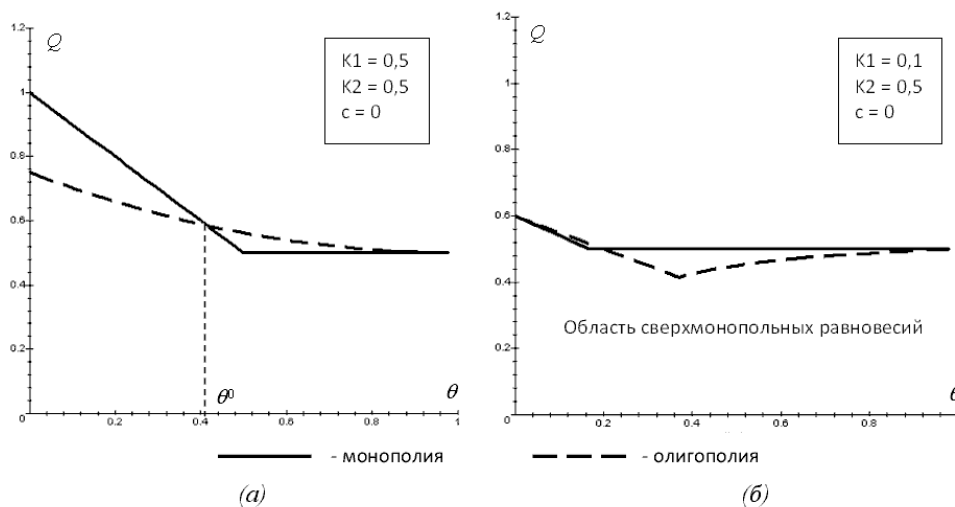 Q
1.2
1
0.8
0.6
0.4
0.2
0
0.2
0.4
0.6
0.8
1
θ⁰
θ
K1 = 0,5
K2 = 0,5
c = 0
Q
1.2
1
0.8
0.6
0.4
0.2
0
0.2
0.4
0.6
0.8
θ
K1 = 0,1
K2 = 0,5
c = 0
Область сверхмонопольных равновесий
- монополия
- олигополия
(а)
(б)